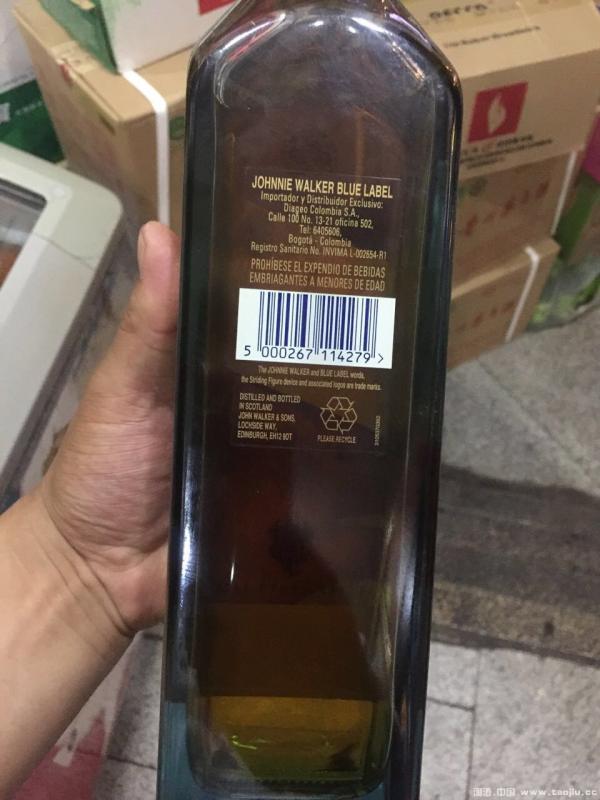 JOHNNIE WALKER BLUE LABEL
Importador y Distribuidor Exclusivo:
Diageo Colombia S.A.,
Calle 100 No. 13-21 oficina 502,
Tel: 6405606,
Bogotá - Colombia
Registro Sanitario No. INVIMA L-002654-R1
PROHÍBESE EL EXPENDIO DE BEBIDAS
EMBRIAGANTES A MENORES DE EDAD
5 000267 114279 >
The JOHNNIE WALKER and BLUE LABEL words,
the Striding Figure device and associated logos are trade marks.
DISTILLED AND BOTTLED
IN SCOTLAND
JOHN WALKER & SONS,
LOCHSIDE WAY,
EDINBURGH, EH12 9DT
PLEASE RECYCLE
www.taojiu.cc